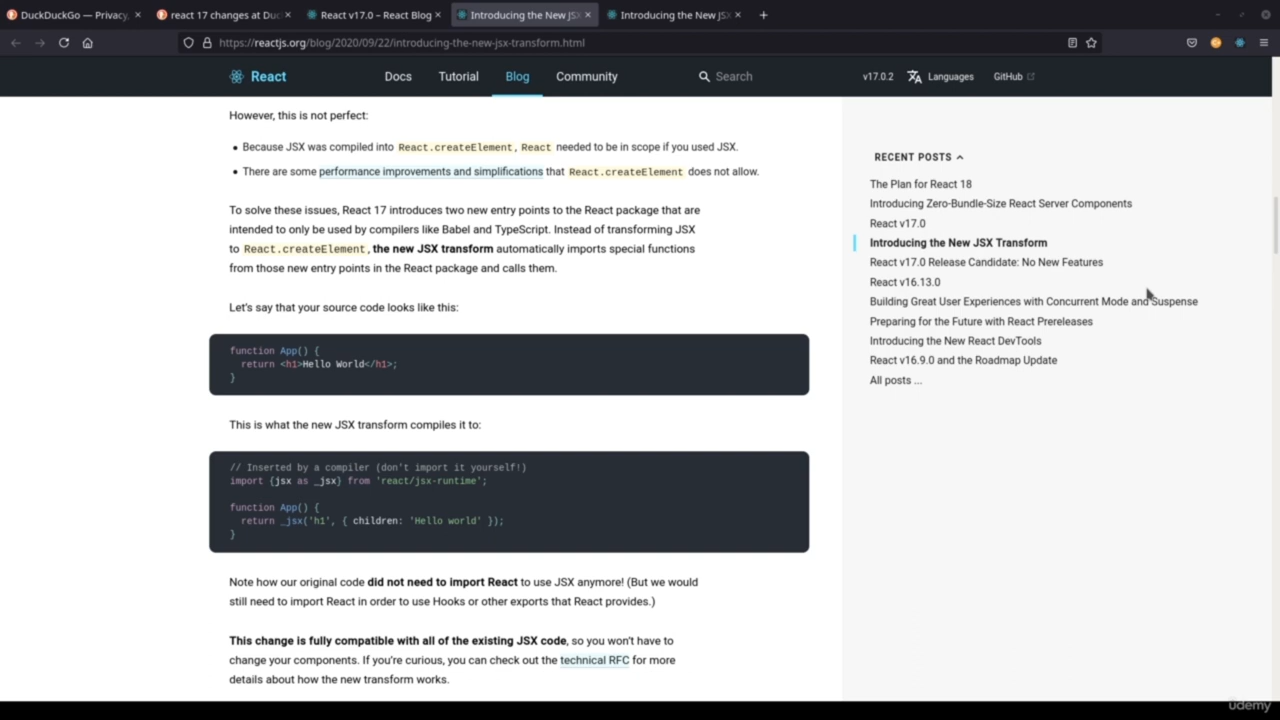 DuckDuckGo — Privacy,
react 17 changes at Duc
React v17.0 – React Blog
Introducing the New JSX
Introducing the New JSX
https://reactjs.org/blog/2020/09/22/introducing-the-new-jsx-transform.html
React
Docs
Tutorial
Blog
Community
Search
v17.0.2
Languages
GitHub
However, this is not perfect:
• Because JSX was compiled into React.createElement, React needed to be in scope if you used JSX.
• There are some performance improvements and simplifications that React.createElement does not allow.
To solve these issues, React 17 introduces two new entry points to the React package that are
intended to only be used by compilers like Babel and TypeScript. Instead of transforming JSX
to React.createElement, the new JSX transform automatically imports special functions
from those new entry points in the React package and calls them.
Let's say that your source code looks like this:
function App() {
  return <h1>Hello World</h1>;
}
This is what the new JSX transform compiles it to:
// Inserted by a compiler (don't import it yourself!)
import {jsx as _jsx} from 'react/jsx-runtime';
function App() {
  return _jsx('h1', { children: 'Hello world' });
}
Note how our original code did not need to import React to use JSX anymore! (But we would
still need to import React in order to use Hooks or other exports that React provides.)
This change is fully compatible with all of the existing JSX code, so you won't have to
change your components. If you're curious, you can check out the technical RFC for more
details about how the new transform works.
RECENT POSTS
The Plan for React 18
Introducing Zero-Bundle-Size React Server Components
React v17.0
Introducing the New JSX Transform
React v17.0 Release Candidate: No New Features
React v16.13.0
Building Great User Experiences with Concurrent Mode and Suspense
Preparing for the Future with React Prereleases
Introducing the New React DevTools
React v16.9.0 and the Roadmap Update
All posts ...
ûdemy